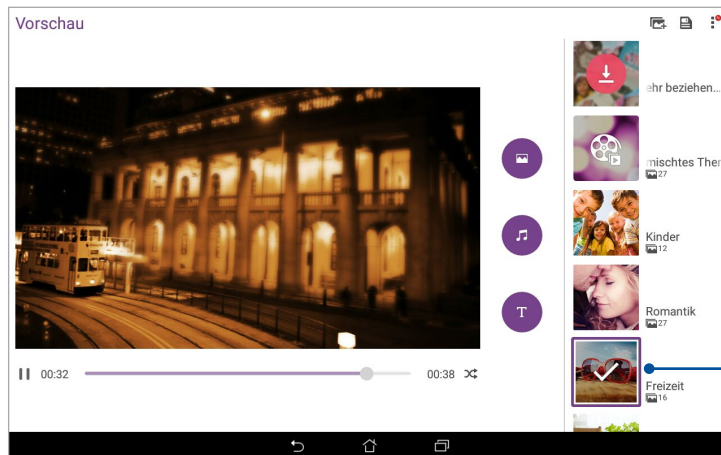 Vorschau
ehr beziehen...
mischtes Ther
27
Kinder
12
Romantik
27
Freizeit
16
00:32
00:38
T